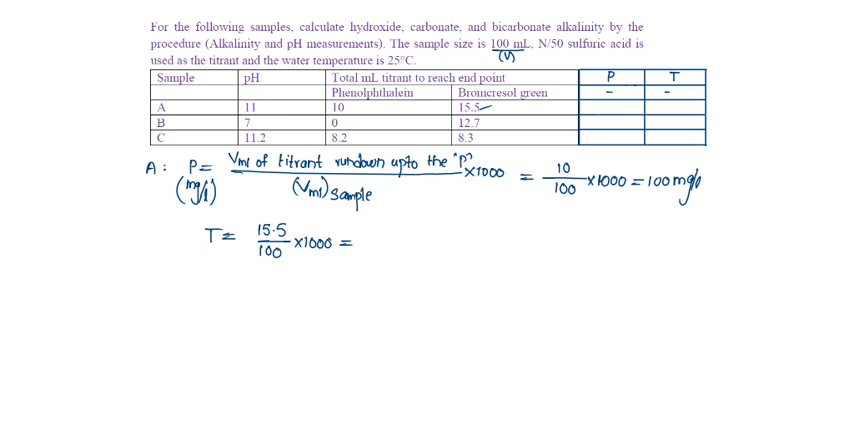 For the following samples, calculate hydroxide, carbonate, and bicarbonate alkalinity by the
procedure (Alkalinity and pH measurements). The sample size is 100 mL, N/50 sulfuric acid is
used as the titrant and the water temperature is 25°C. (V)
Sample pH Total mL titrant to reach end point P T
Phenolphthalein Bromcresol green - -
A 11 10 15.5
B 7 0 12.7
C 11.2 8.2 8.3
A : P = Vml of titrant rundown upto the "P" / (Vml) sample x1000 = 10/100 x1000 = 100 mg/l
(mg/l)
T = 15.5/100 x1000 =